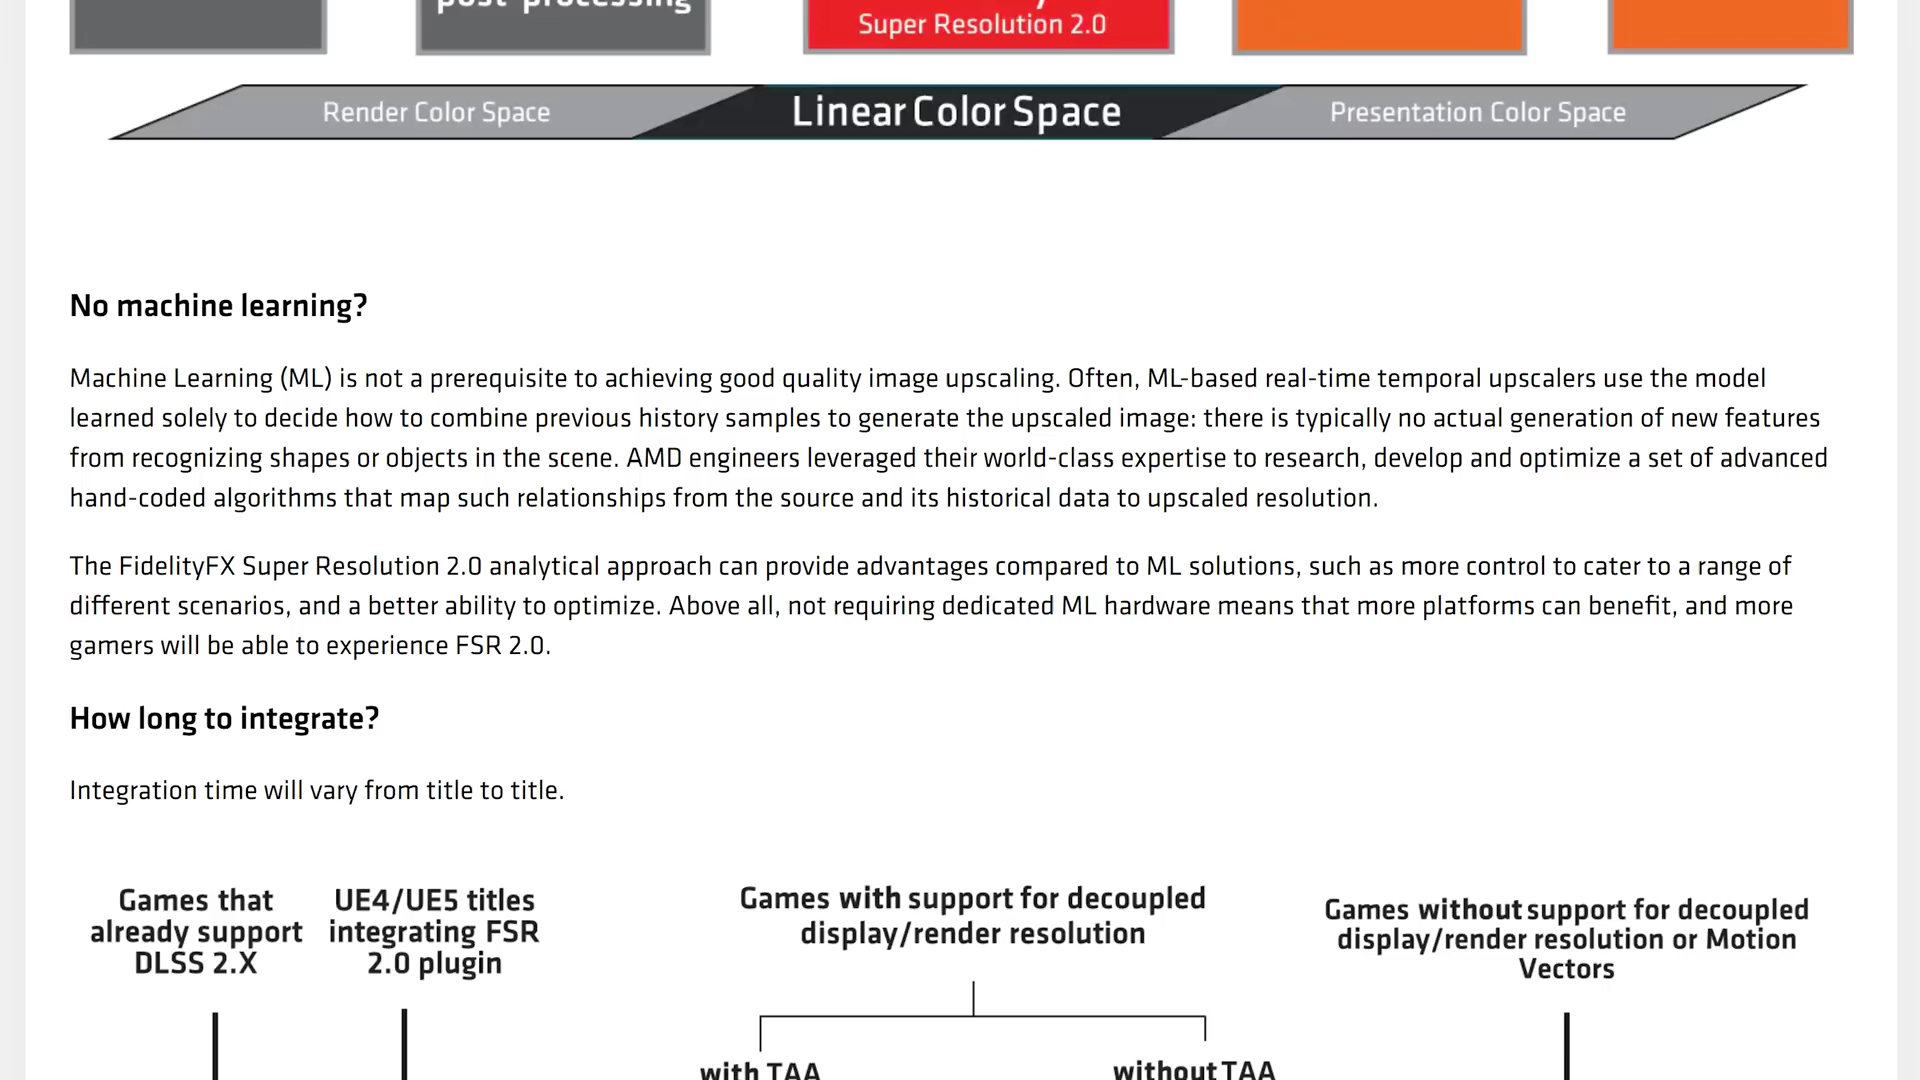 post-processing
Super Resolution 2.0
Render Color Space
Linear Color Space
Presentation Color Space
No machine learning?
Machine Learning (ML) is not a prerequisite to achieving good quality image upscaling. Often, ML-based real-time temporal upscalers use the model
learned solely to decide how to combine previous history samples to generate the upscaled image: there is typically no actual generation of new features
from recognizing shapes or objects in the scene. AMD engineers leveraged their world-class expertise to research, develop and optimize a set of advanced
hand-coded algorithms that map such relationships from the source and its historical data to upscaled resolution.
The FidelityFX Super Resolution 2.0 analytical approach can provide advantages compared to ML solutions, such as more control to cater to a range of
different scenarios, and a better ability to optimize. Above all, not requiring dedicated ML hardware means that more platforms can benefit, and more
gamers will be able to experience FSR 2.0.
How long to integrate?
Integration time will vary from title to title.
Games that
already support
DLSS 2.X
UE4/UE5 titles
integrating FSR
2.0 plugin
Games with support for decoupled
display/render resolution
with TAA
without TAA
Games without support for decoupled
display/render resolution or Motion
Vectors